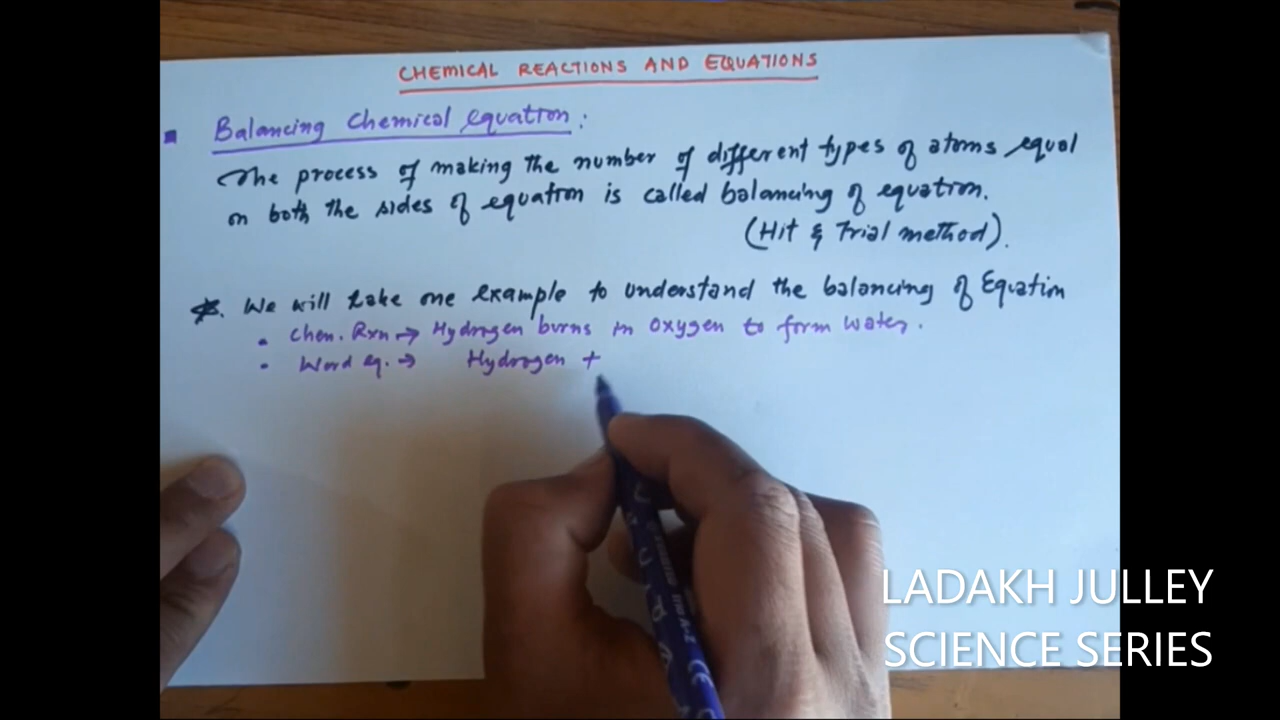 CHEMICAL REACTIONS AND EQUATIONS
Balancing Chemical equation:
The process of making the number of different types of atoms equal
on both the sides of equation is called balancing of equation.
(Hit & Trial method).
We will take one example to understand the balancing of Equation
• Chem. Rxn → Hydrogen burns in Oxygen to form water.
• Word eq. → Hydrogen +
LADAKH JULLEY
SCIENCE SERIES